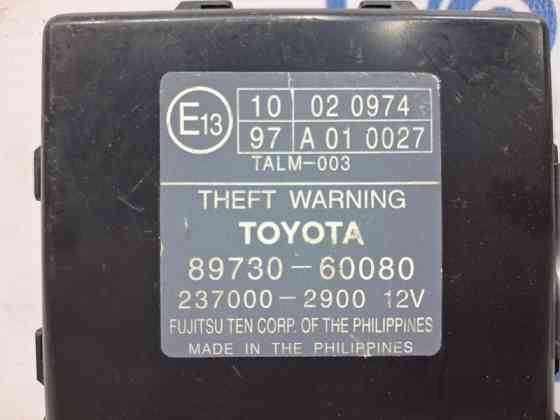 E13
10 02 0974
97 A 01 0027
TALM-003
THEFT WARNING
TOYOTA
89730-60080
237000-2900 12V
FUJITSU TEN CORP. OF THE PHILIPPINES
MADE IN THE PHILIPPINES